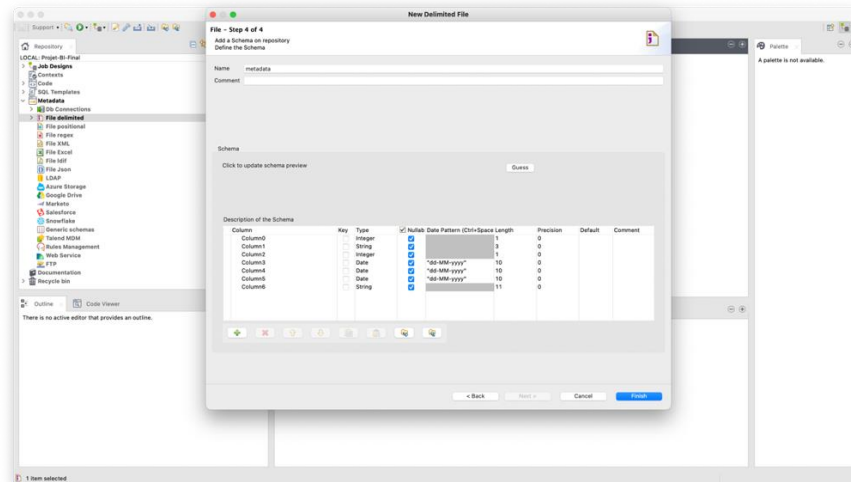 New Delimited File
Support
File - Step 4 of 4
Add a Schema on repository
Define the Schema
Repository
LOCAL: Projet-BI-Final
Job Designs
Contexts
Code
SQL Templates
Metadata
Db Connections
File delimited
File positional
File regex
File XML
File Excel
File ldif
File Json
LDAP
Azure Storage
Google Drive
Marketo
Salesforce
Snowflake
Generic schemas
Talend MDM
Rules Management
Web Service
FTP
Documentation
Recycle bin
Outline
Code Viewer
There is no active editor that provides an outline.
1 item selected
Name metadata
Comment
Schema
Click to update schema preview
Guess
Description of the Schema
Column Key Type Nullab Data Pattern (Ctrl+Space Length Precision Default Comment
Column0 Integer 1 0
Column1 String 3 0
Column2 Integer 1 0
Column3 Date "dd-MM-yyyy" 10 0
Column4 Date "dd-MM-yyyy" 10 0
Column5 Date "dd-MM-yyyy" 10 0
Column6 String 11 0
< Back Next > Cancel Finish
Palette
A palette is not available.